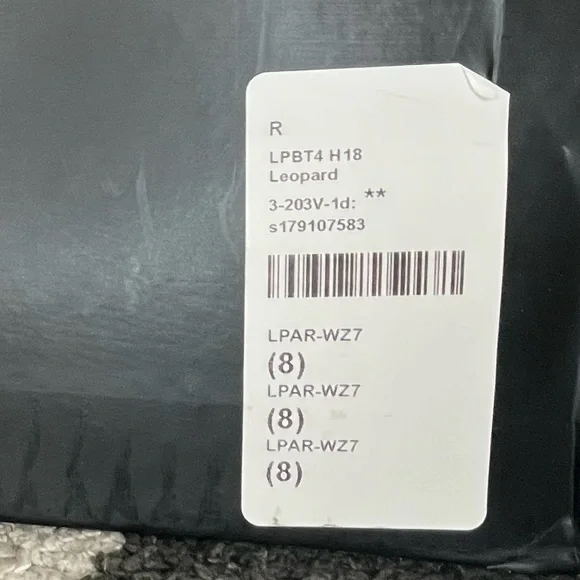 R
LPBT4 H18
Leopard
3-203V-1d: **
s179107583
LPAR-WZ7
(8)
LPAR-WZ7
(8)
LPAR-WZ7
(8)